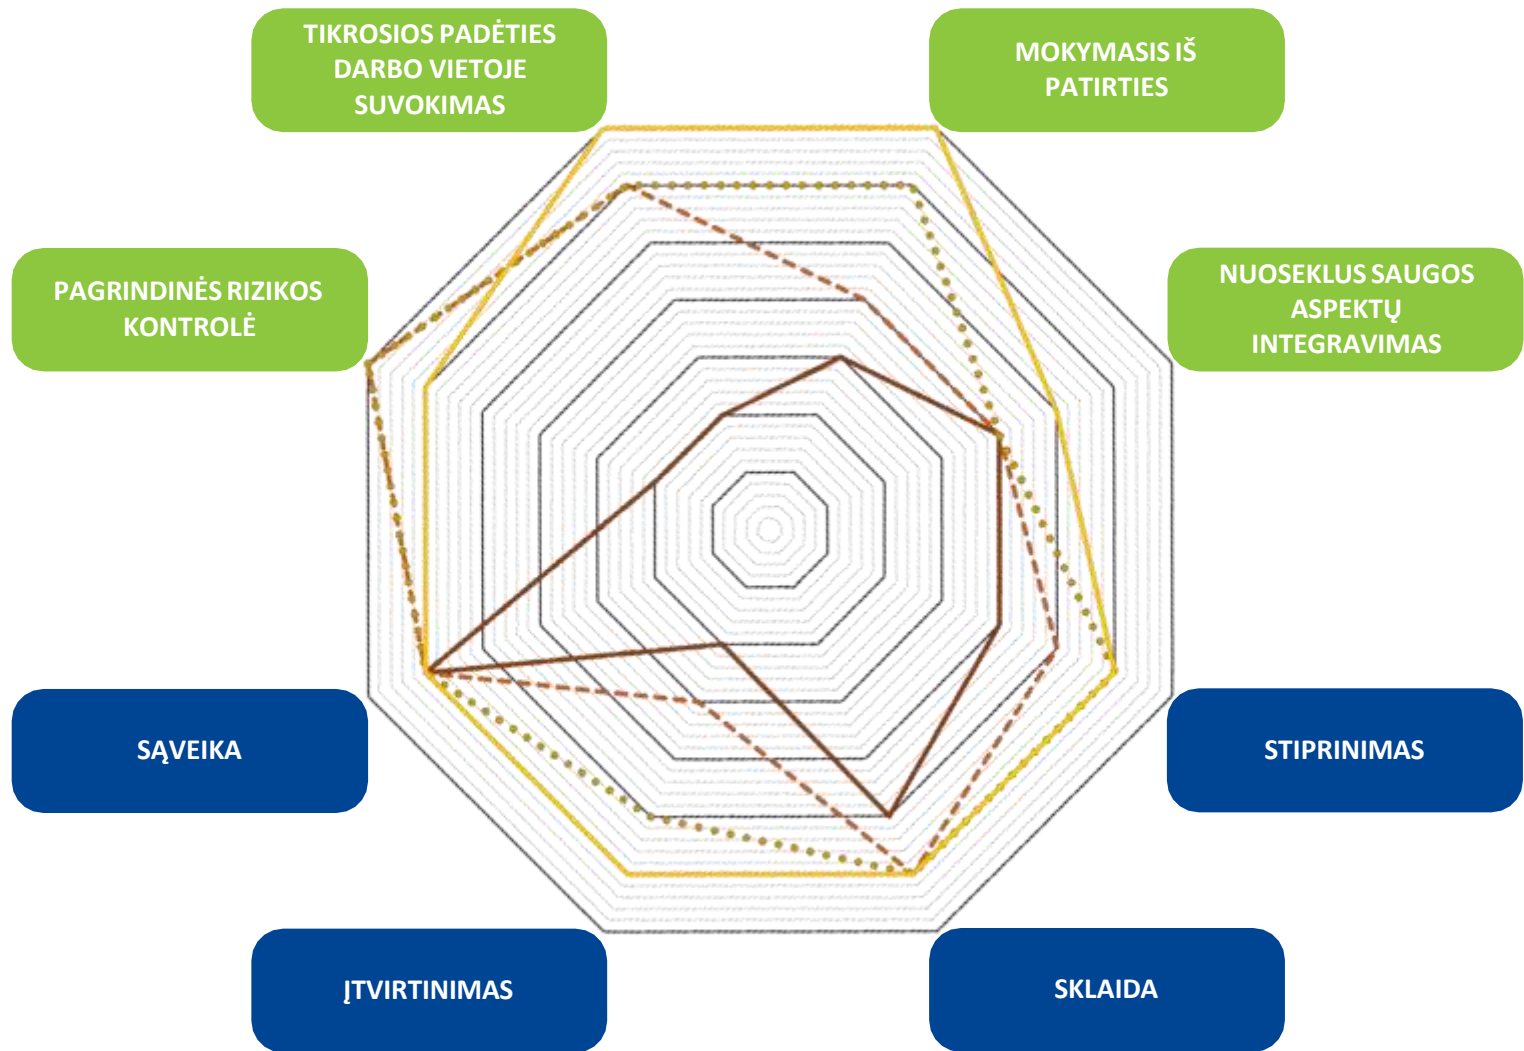 TIKROSIOS PADĖTIES
DARBO VIETOJE
SUVOKIMAS
MOKYMASIS IŠ
PATIRTIES
PAGRINDINĖS RIZIKOS
KONTROLĖ
NUOSEKLUS SAUGOS
ASPEKTŲ
INTEGRAVIMAS
SĄVEIKA
STIPRINIMAS
ĮTVIRTINIMAS
SKLAIDA